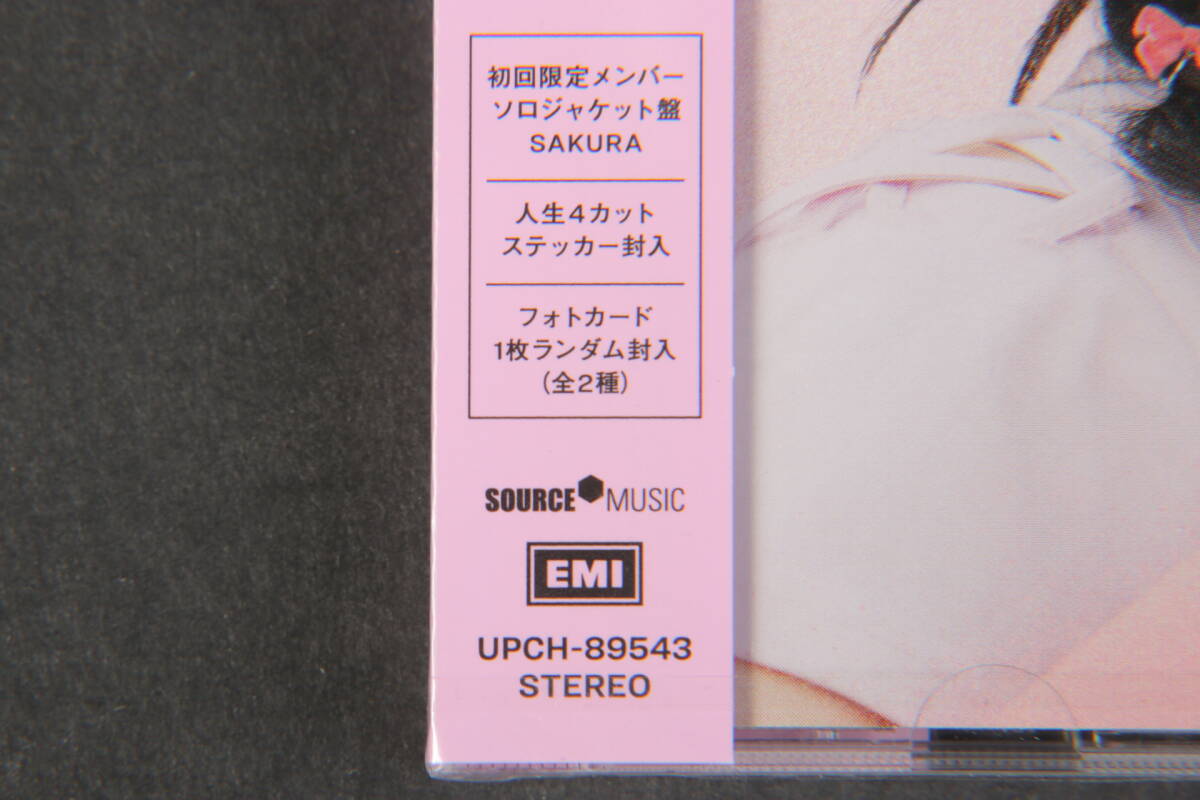 初回限定メンバー
ソロジャケット盤
SAKURA
人生4カット
ステッカー封入
フォトカード
1枚ランダム封入
(全2種)
SOURCE MUSIC
EMI
UPCH-89543
STEREO